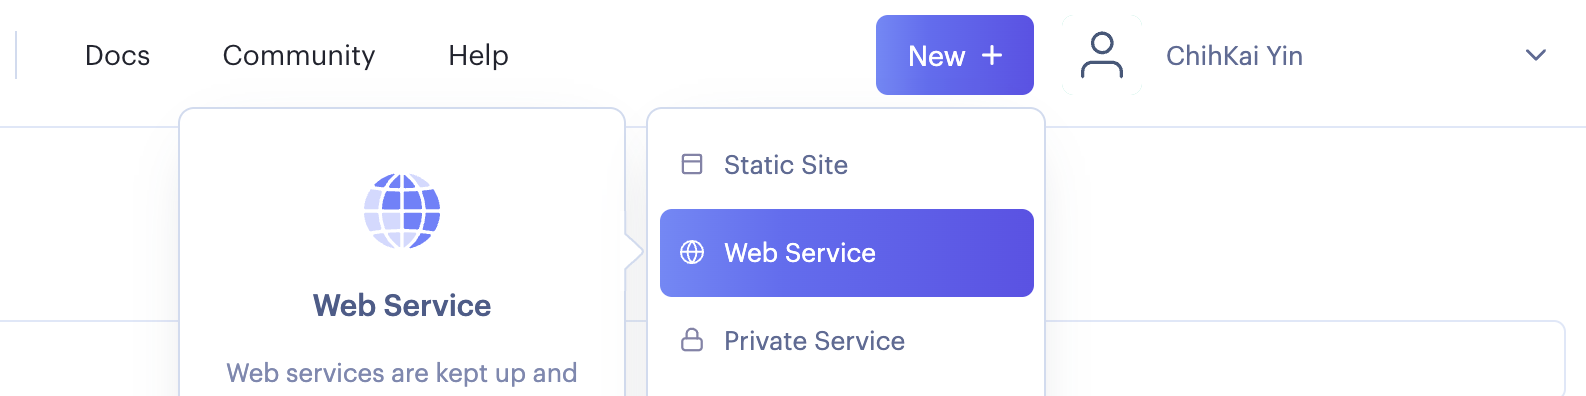 Docs Community Help New + ChihKai Yin
Static Site
Web Service
Private Service
Web Service
Web services are kept up and